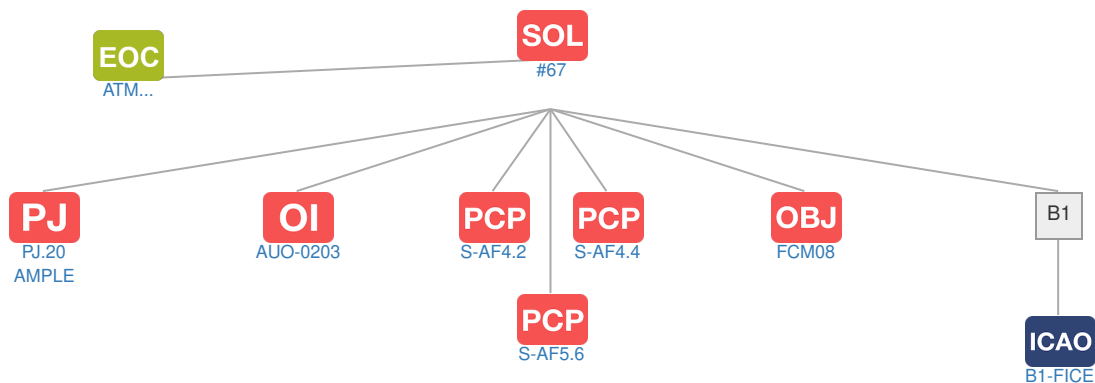 SOL
#67
EOC
ATM...
PJ
PJ.20
AMPLE
OI
AUO-0203
PCP
S-AF4.2
PCP
S-AF4.4
OBJ
FCM08
B1
PCP
S-AF5.6
ICAO
B1-FICE